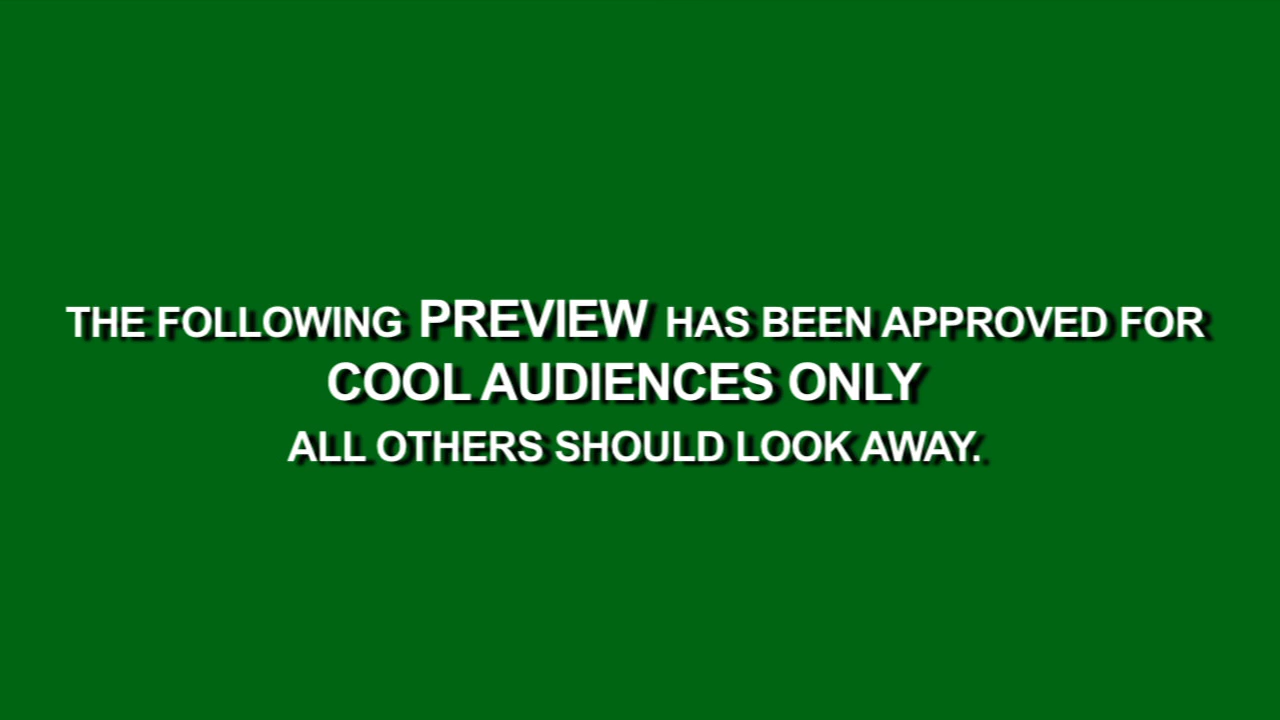 THE FOLLOWING PREVIEW HAS BEEN APPROVED FOR
COOL AUDIENCES ONLY
ALL OTHERS SHOULD LOOK AWAY.